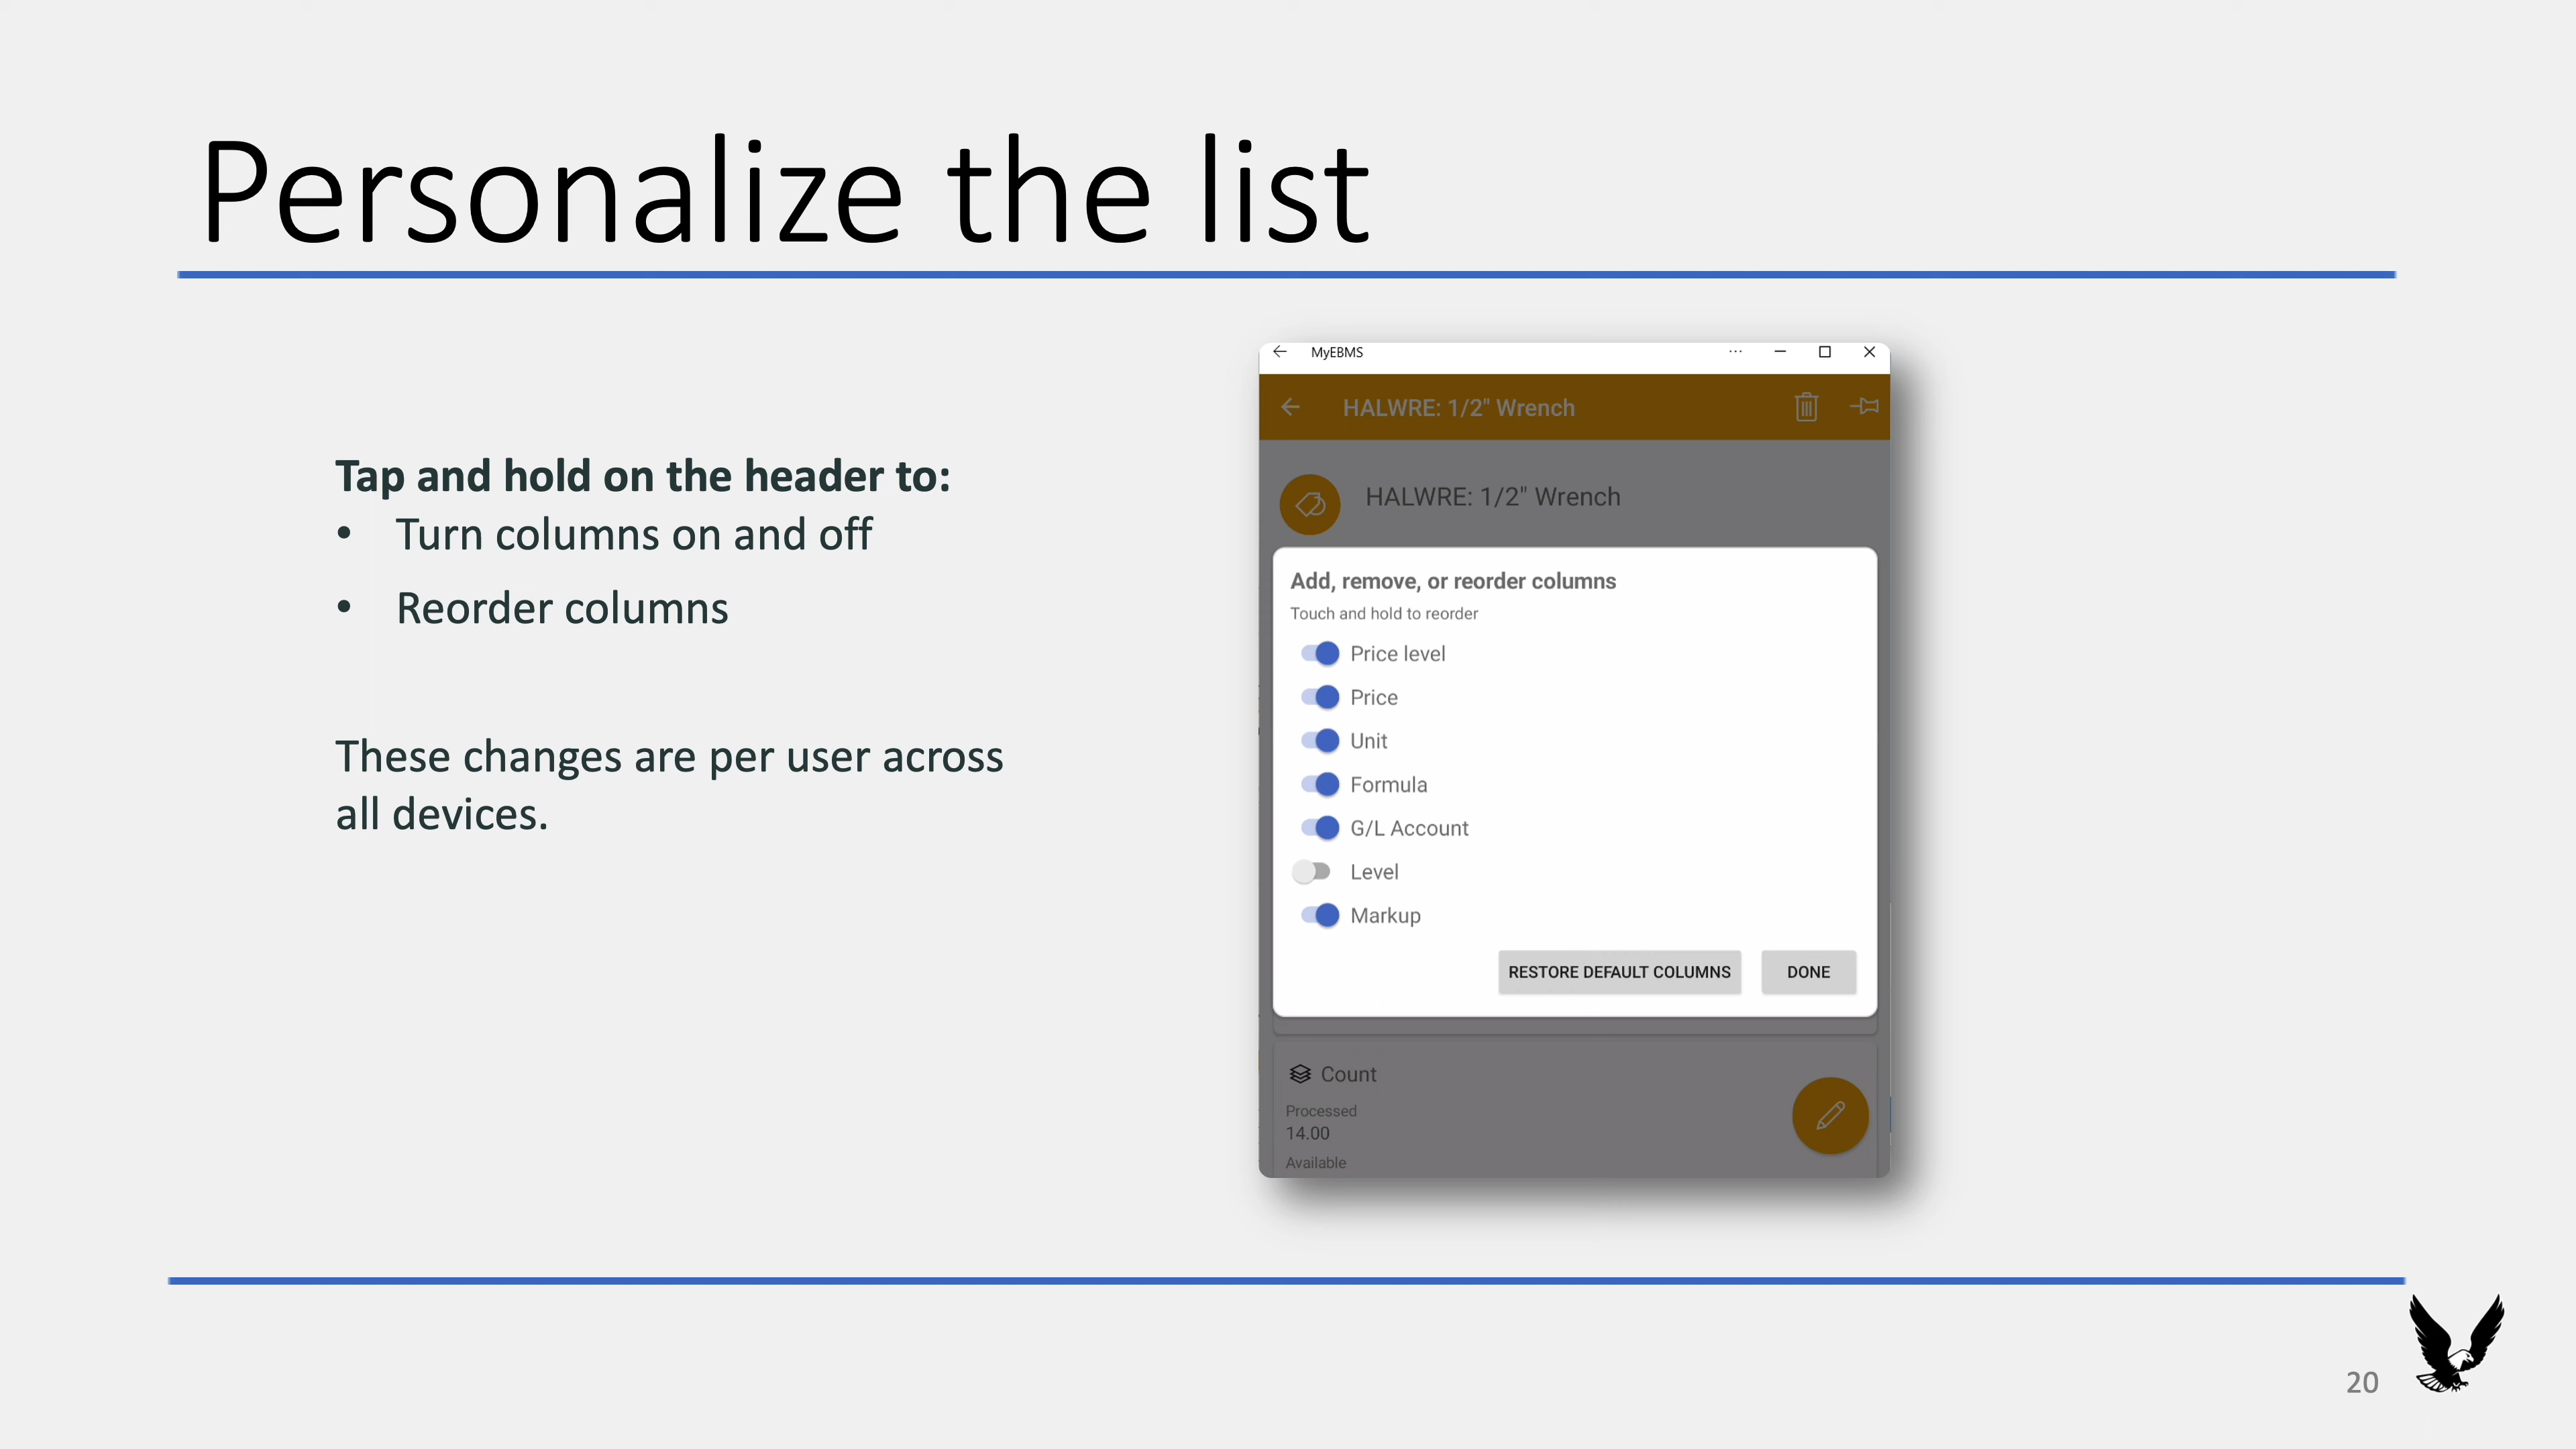 Personalize the list
Tap and hold on the header to:
• Turn columns on and off
• Reorder columns
These changes are per user across
all devices.
MyEBMS
HALWRE: 1/2" Wrench
HALWRE: 1/2" Wrench
Add, remove, or reorder columns
Touch and hold to reorder
Price level
Price
Unit
Formula
G/L Account
Level
Markup
RESTORE DEFAULT COLUMNS DONE
Count
Processed
14.00
Available
20